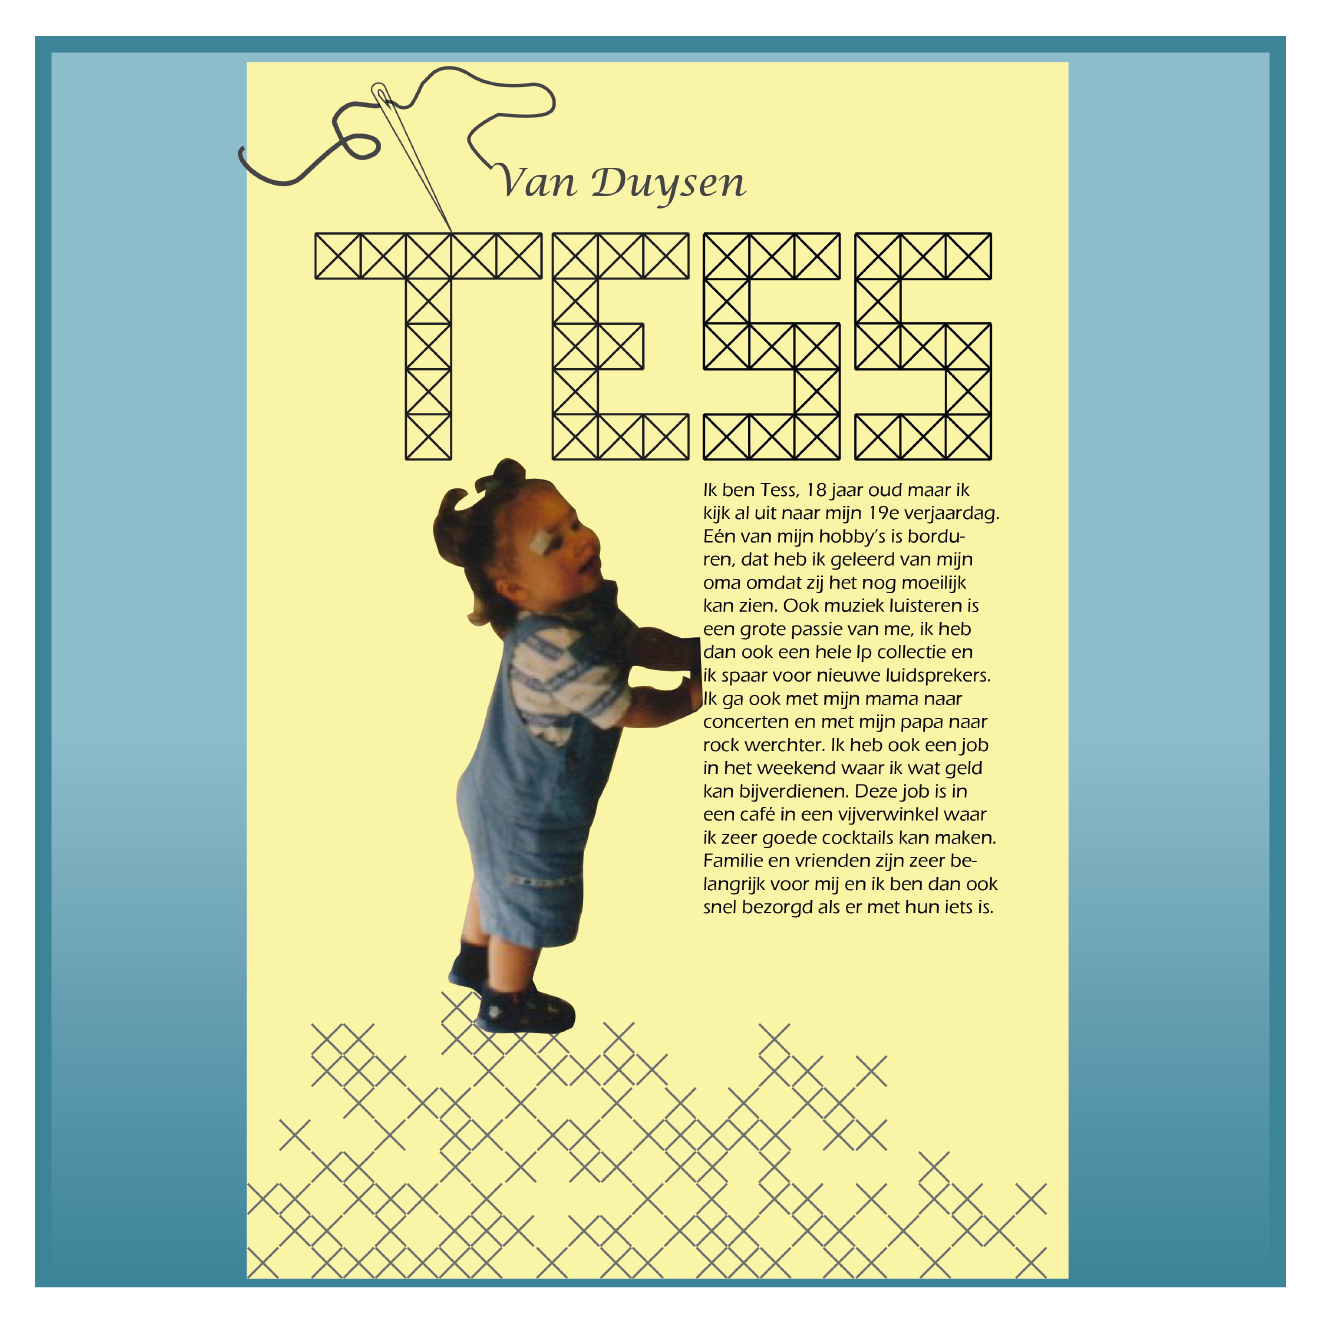 Van Duysen
TESS
Ik ben Tess, 18 jaar oud maar ik
kijk al uit naar mijn 19e verjaardag.
Eén van mijn hobby's is bordu-
ren, dat heb ik geleerd van mijn
oma omdat zij het nog moeilijk
kan zien. Ook muziek luisteren is
een grote passie van me, ik heb
dan ook een hele lp collectie en
ik spaar voor nieuwe luidsprekers.
Ik ga ook met mijn mama naar
concerten en met mijn papa naar
rock werchter. Ik heb ook een job
in het weekend waar ik wat geld
kan bijverdienen. Deze job is in
een café in een vijverwinkel waar
ik zeer goede cocktails kan maken.
Familie en vrienden zijn zeer be-
langrijk voor mij en ik ben dan ook
snel bezorgd als er met hun iets is.